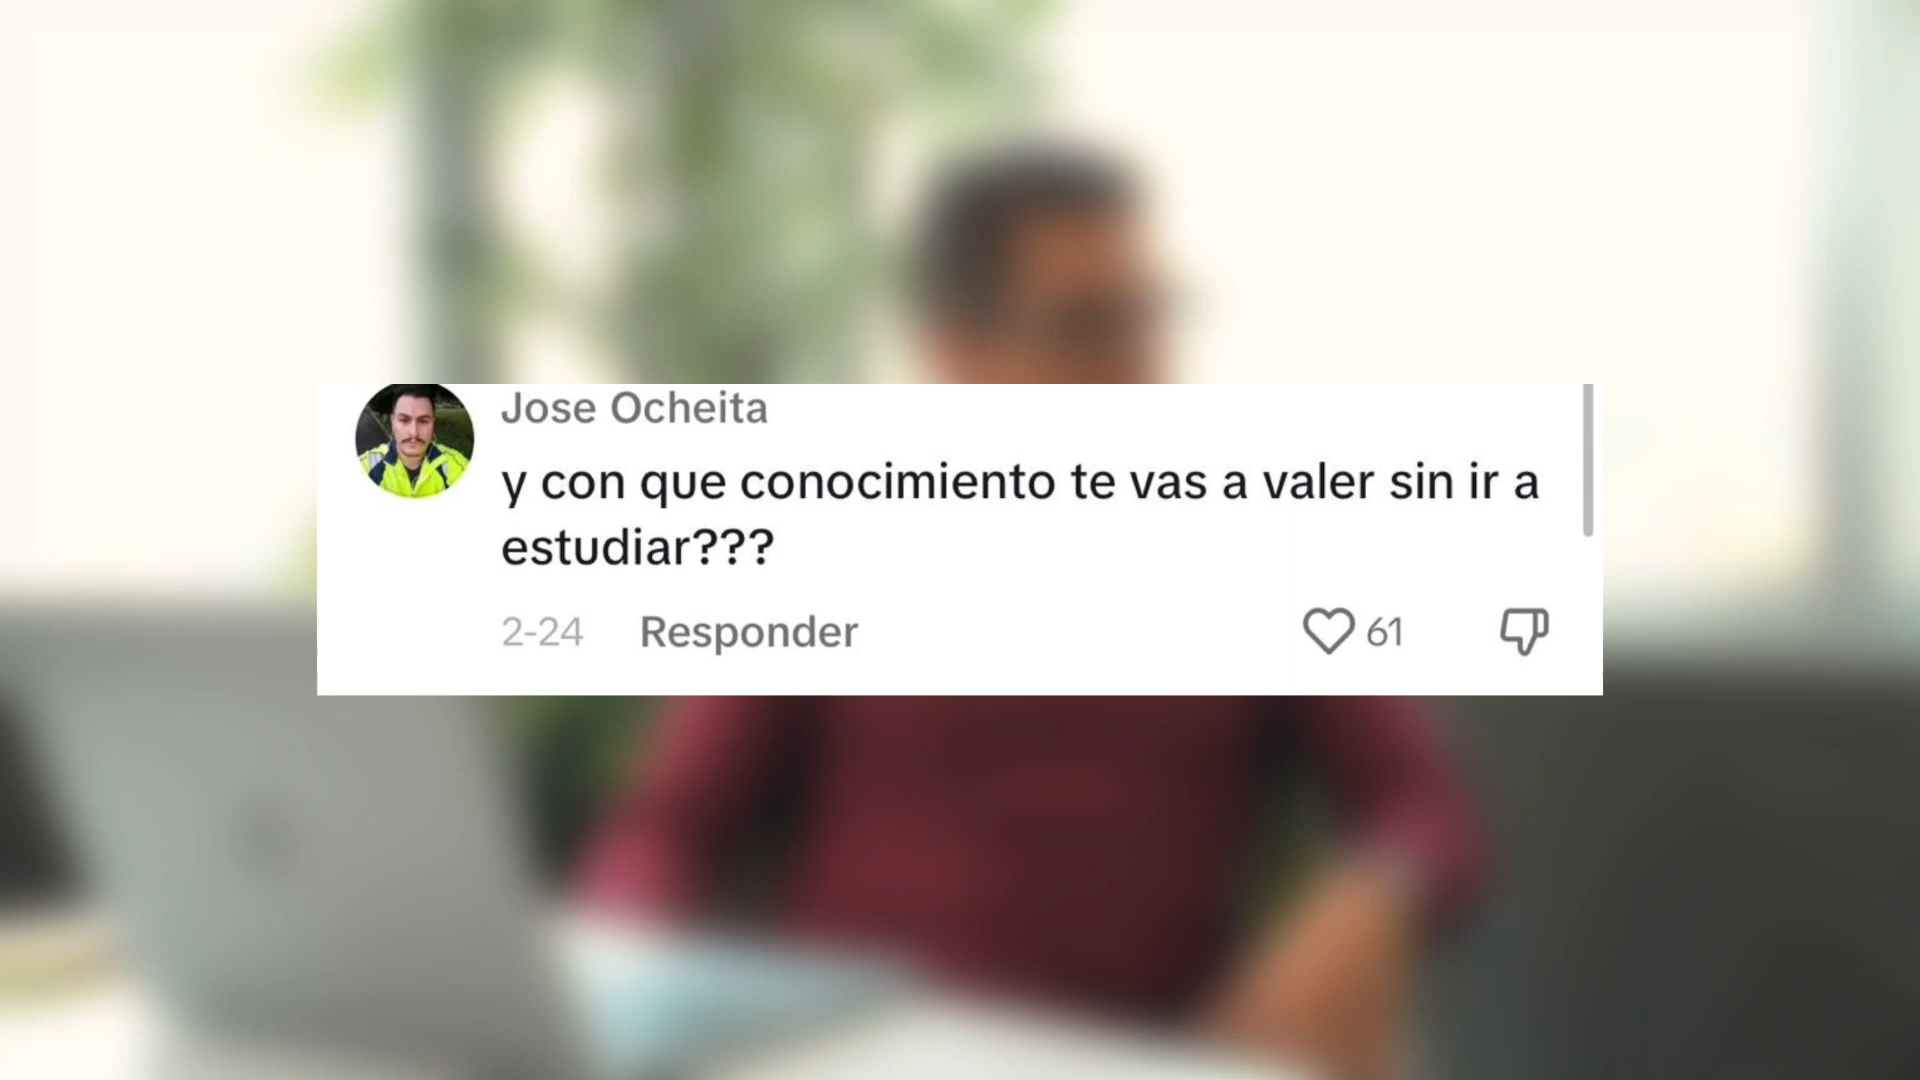 Jose Ocheita
y con que conocimiento te vas a valer sin ir a
estudiar???
2-24 Responder 61